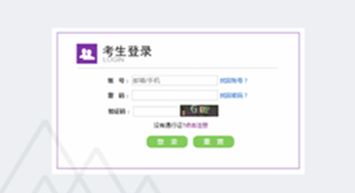 考生登录
LOGIN
账 号： 邮箱/手机 找回账号？
密 码： 找回密码？
验证码：
没有通行证?点击注册
登 录 重 置